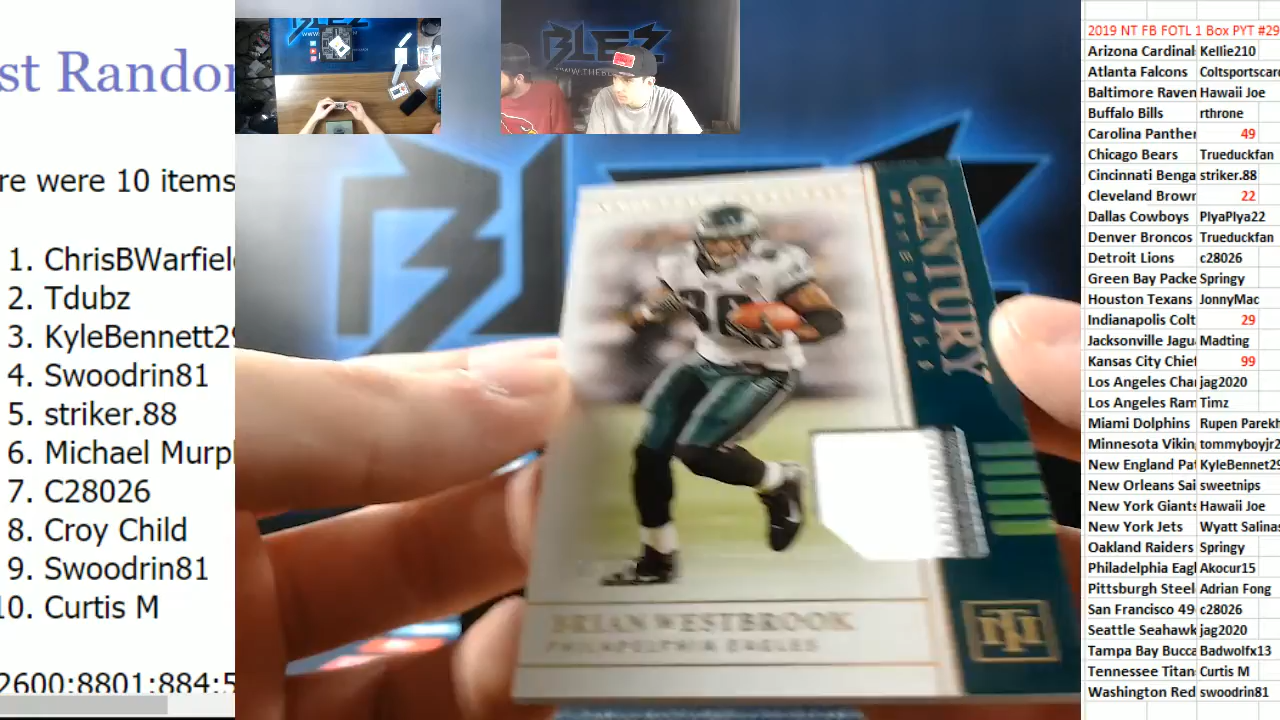 st Random
re were 10 items
1. ChrisBWarfiel
2. Tdubz
3. KyleBennett29
4. Swoodrin81
5. striker.88
6. Michael Murp
7. C28026
8. Croy Child
9. Swoodrin81
10. Curtis M
2600:8801:884:5
BLEZ
CENTURY
MATERIALS
BRIAN WESTBROOK
PHILADELPHIA EAGLES
NT
2019 NT FB FOTL 1 Box PYT #29
Arizona Cardinal Kellie210
Atlanta Falcons Coltsportscard
Baltimore Raven Hawaii Joe
Buffalo Bills rthrone
Carolina Panther 49
Chicago Bears Trueduckfan
Cincinnati Benga striker.88
Cleveland Brown 22
Dallas Cowboys PlyaPlya22
Denver Broncos Trueduckfan
Detroit Lions c28026
Green Bay Packe Springy
Houston Texans JonnyMac
Indianapolis Colt 29
Jacksonville Jagu Madting
Kansas City Chief 99
Los Angeles Cha jag2020
Los Angeles Ram Timz
Miami Dolphins Rupen Parekh
Minnesota Viking tommyboyjr2
New England Pat KyleBennet29
New Orleans Sai sweetnips
New York Giants Hawaii Joe
New York Jets Wyatt Salinas
Oakland Raiders Springy
Philadelphia Eagl Akocur15
Pittsburgh Steel Adrian Fong
San Francisco 49 c28026
Seattle Seahawk jag2020
Tampa Bay Bucca Badwolfx13
Tennessee Titan Curtis M
Washington Red swoodrin81